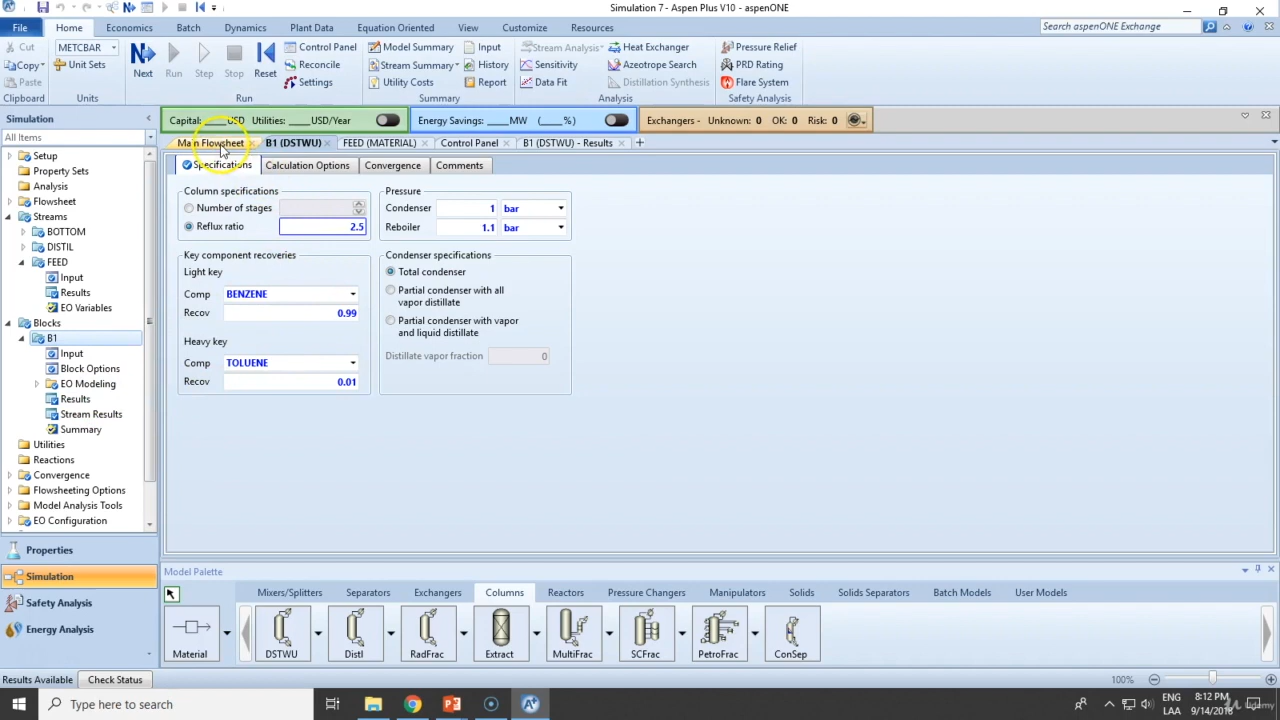 Simulation 7 - Aspen Plus V10 - aspenONE
File Home Economics Batch Dynamics Plant Data Equation Oriented View Customize Resources Search aspenONE Exchange
Cut METCBAR Control Panel Model Summary Input Stream Analysis Heat Exchanger Pressure Relief
Copy Unit Sets Next Run Step Stop Reset Reconcile Stream Summary History Sensitivity Azeotrope Search PRD Rating
Paste Settings Utility Costs Report Data Fit Distillation Synthesis Flare System
Clipboard Units Run Summary Analysis Safety Analysis
Simulation
Capital: ____USD Utilities: ____USD/Year Energy Savings: ____MW (____%) Exchangers - Unknown: 0 OK: 0 Risk: 0
All Items
Main Flowsheet B1 (DSTWU) FEED (MATERIAL) Control Panel B1 (DSTWU) - Results
Setup
Property Sets
Analysis
Flowsheet
Streams
BOTTOM
DISTIL
FEED
Input
Results
EO Variables
Blocks
B1
Input
Block Options
EO Modeling
Results
Stream Results
Summary
Utilities
Reactions
Convergence
Flowsheeting Options
Model Analysis Tools
EO Configuration
Properties
Simulation
Safety Analysis
Energy Analysis
Specifications Calculation Options Convergence Comments
Column specifications
Number of stages
Reflux ratio 2.5
Pressure
Condenser 1 bar
Reboiler 1.1 bar
Key component recoveries
Light key
Comp BENZENE
Recov 0.99
Heavy key
Comp TOLUENE
Recov 0.01
Condenser specifications
Total condenser
Partial condenser with all
vapor distillate
Partial condenser with vapor
and liquid distillate
Distillate vapor fraction 0
Model Palette
Mixers/Splitters Separators Exchangers Columns Reactors Pressure Changers Manipulators Solids Solids Separators Batch Models User Models
Material DSTWU Distl RadFrac Extract MultiFrac SCFrac PetroFrac ConSep
Results Available Check Status 100%
Type here to search
ENG
LAA
8:12 PM
Udemy